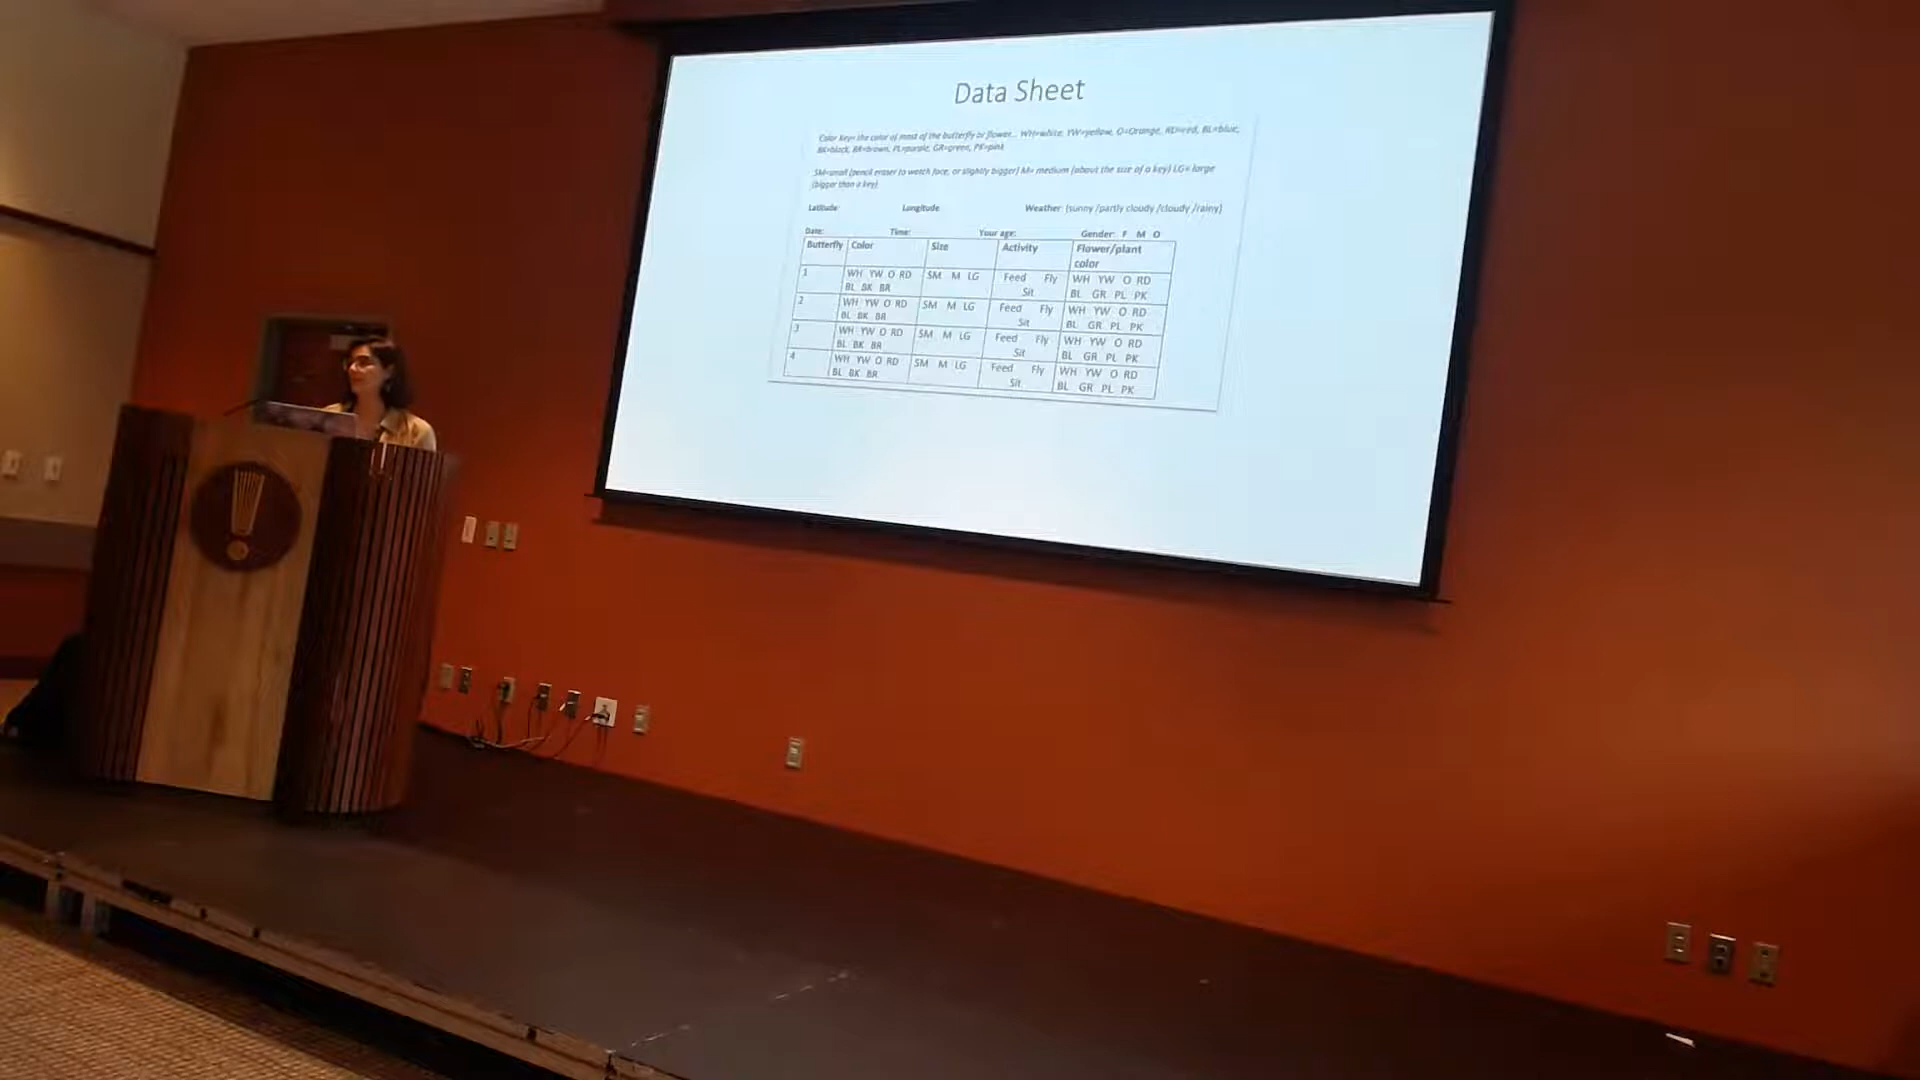 Data Sheet
Color Key= the color of most of the butterfly or flower... WH=white, YW=yellow, O=Orange, RD=red, BL=blue,
BK=black, BR=brown, PL=purple, GR=green, PK=pink
SM=small (pencil eraser to watch face, or slightly bigger) M= medium (about the size of a key) LG= large
(bigger than a key)
Latitude: Longitude: Weather: (sunny /partly cloudy /cloudy /rainy)
Date: Time: Your age: Gender: F M O
Butterfly Color Size Activity Flower/plant
color
1 WH YW O RD SM M LG Feed Fly WH YW O RD
BL BK BR Sit BL GR PL PK
2 WH YW O RD SM M LG Feed Fly WH YW O RD
BL BK BR Sit BL GR PL PK
3 WH YW O RD SM M LG Feed Fly WH YW O RD
BL BK BR Sit BL GR PL PK
4 WH YW O RD SM M LG Feed Fly WH YW O RD
BL BK BR Sit BL GR PL PK